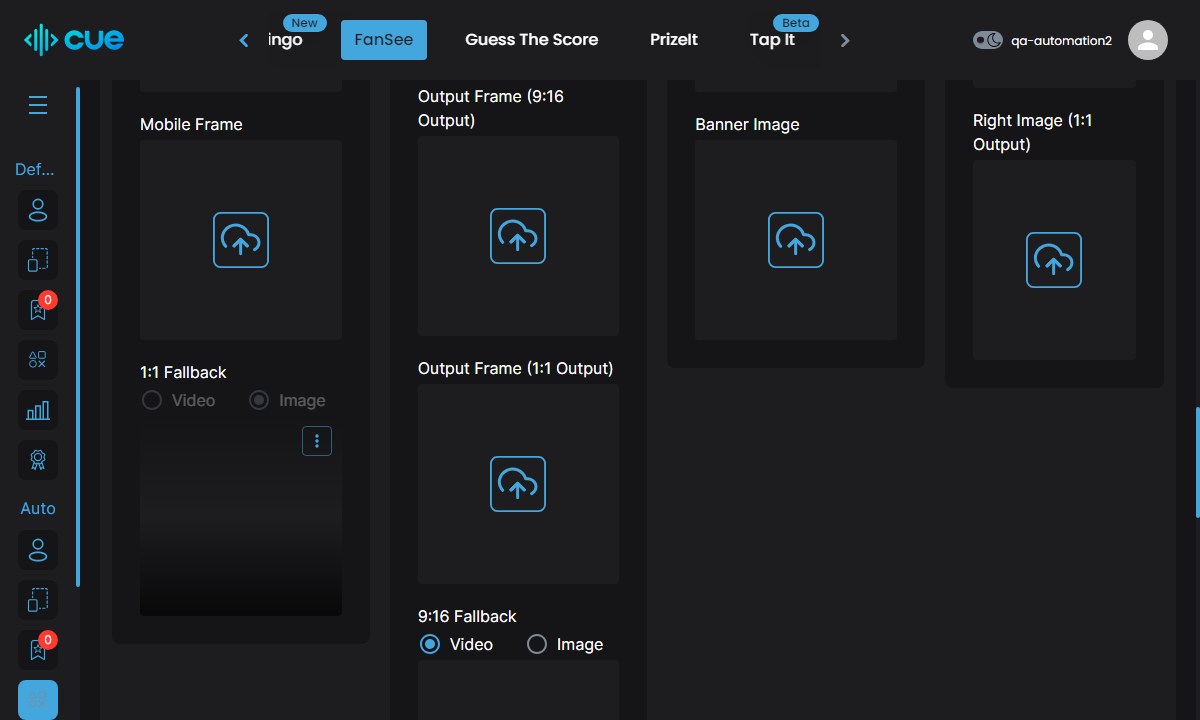 cue
ingo
New
FanSee
Guess The Score
PrizeIt
Tap It
Beta
qa-automation2
Def...
0
Auto
0
Mobile Frame
1:1 Fallback
Video
Image
Output Frame (9:16
Output)
Output Frame (1:1 Output)
9:16 Fallback
Video
Image
Banner Image
Right Image (1:1
Output)